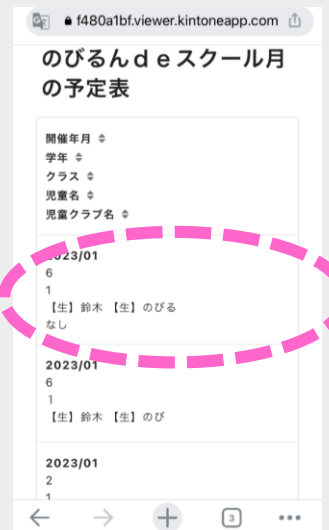 f480a1bf.viewer.kintoneapp.com
のびるんｄｅスクール月
の予定表
開催年月
学年
クラス
児童名
児童クラブ名
2023/01
6
1
【生】鈴木 【生】のびる
なし
2023/01
6
1
【生】鈴木 【生】のび
2023/01
2
1
3